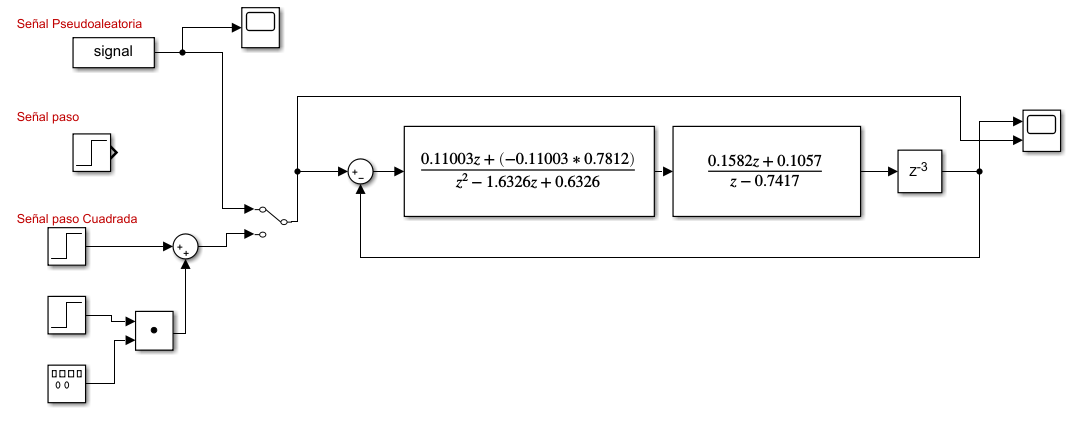 Señal Pseudoaleatoria
signal
Señal paso
0.11003z + (−0.11003 ∗ 0.7812)
z² − 1.6326z + 0.6326
0.1582z + 0.1057
z − 0.7417
Z⁻³
+
−
Señal paso Cuadrada
+
+